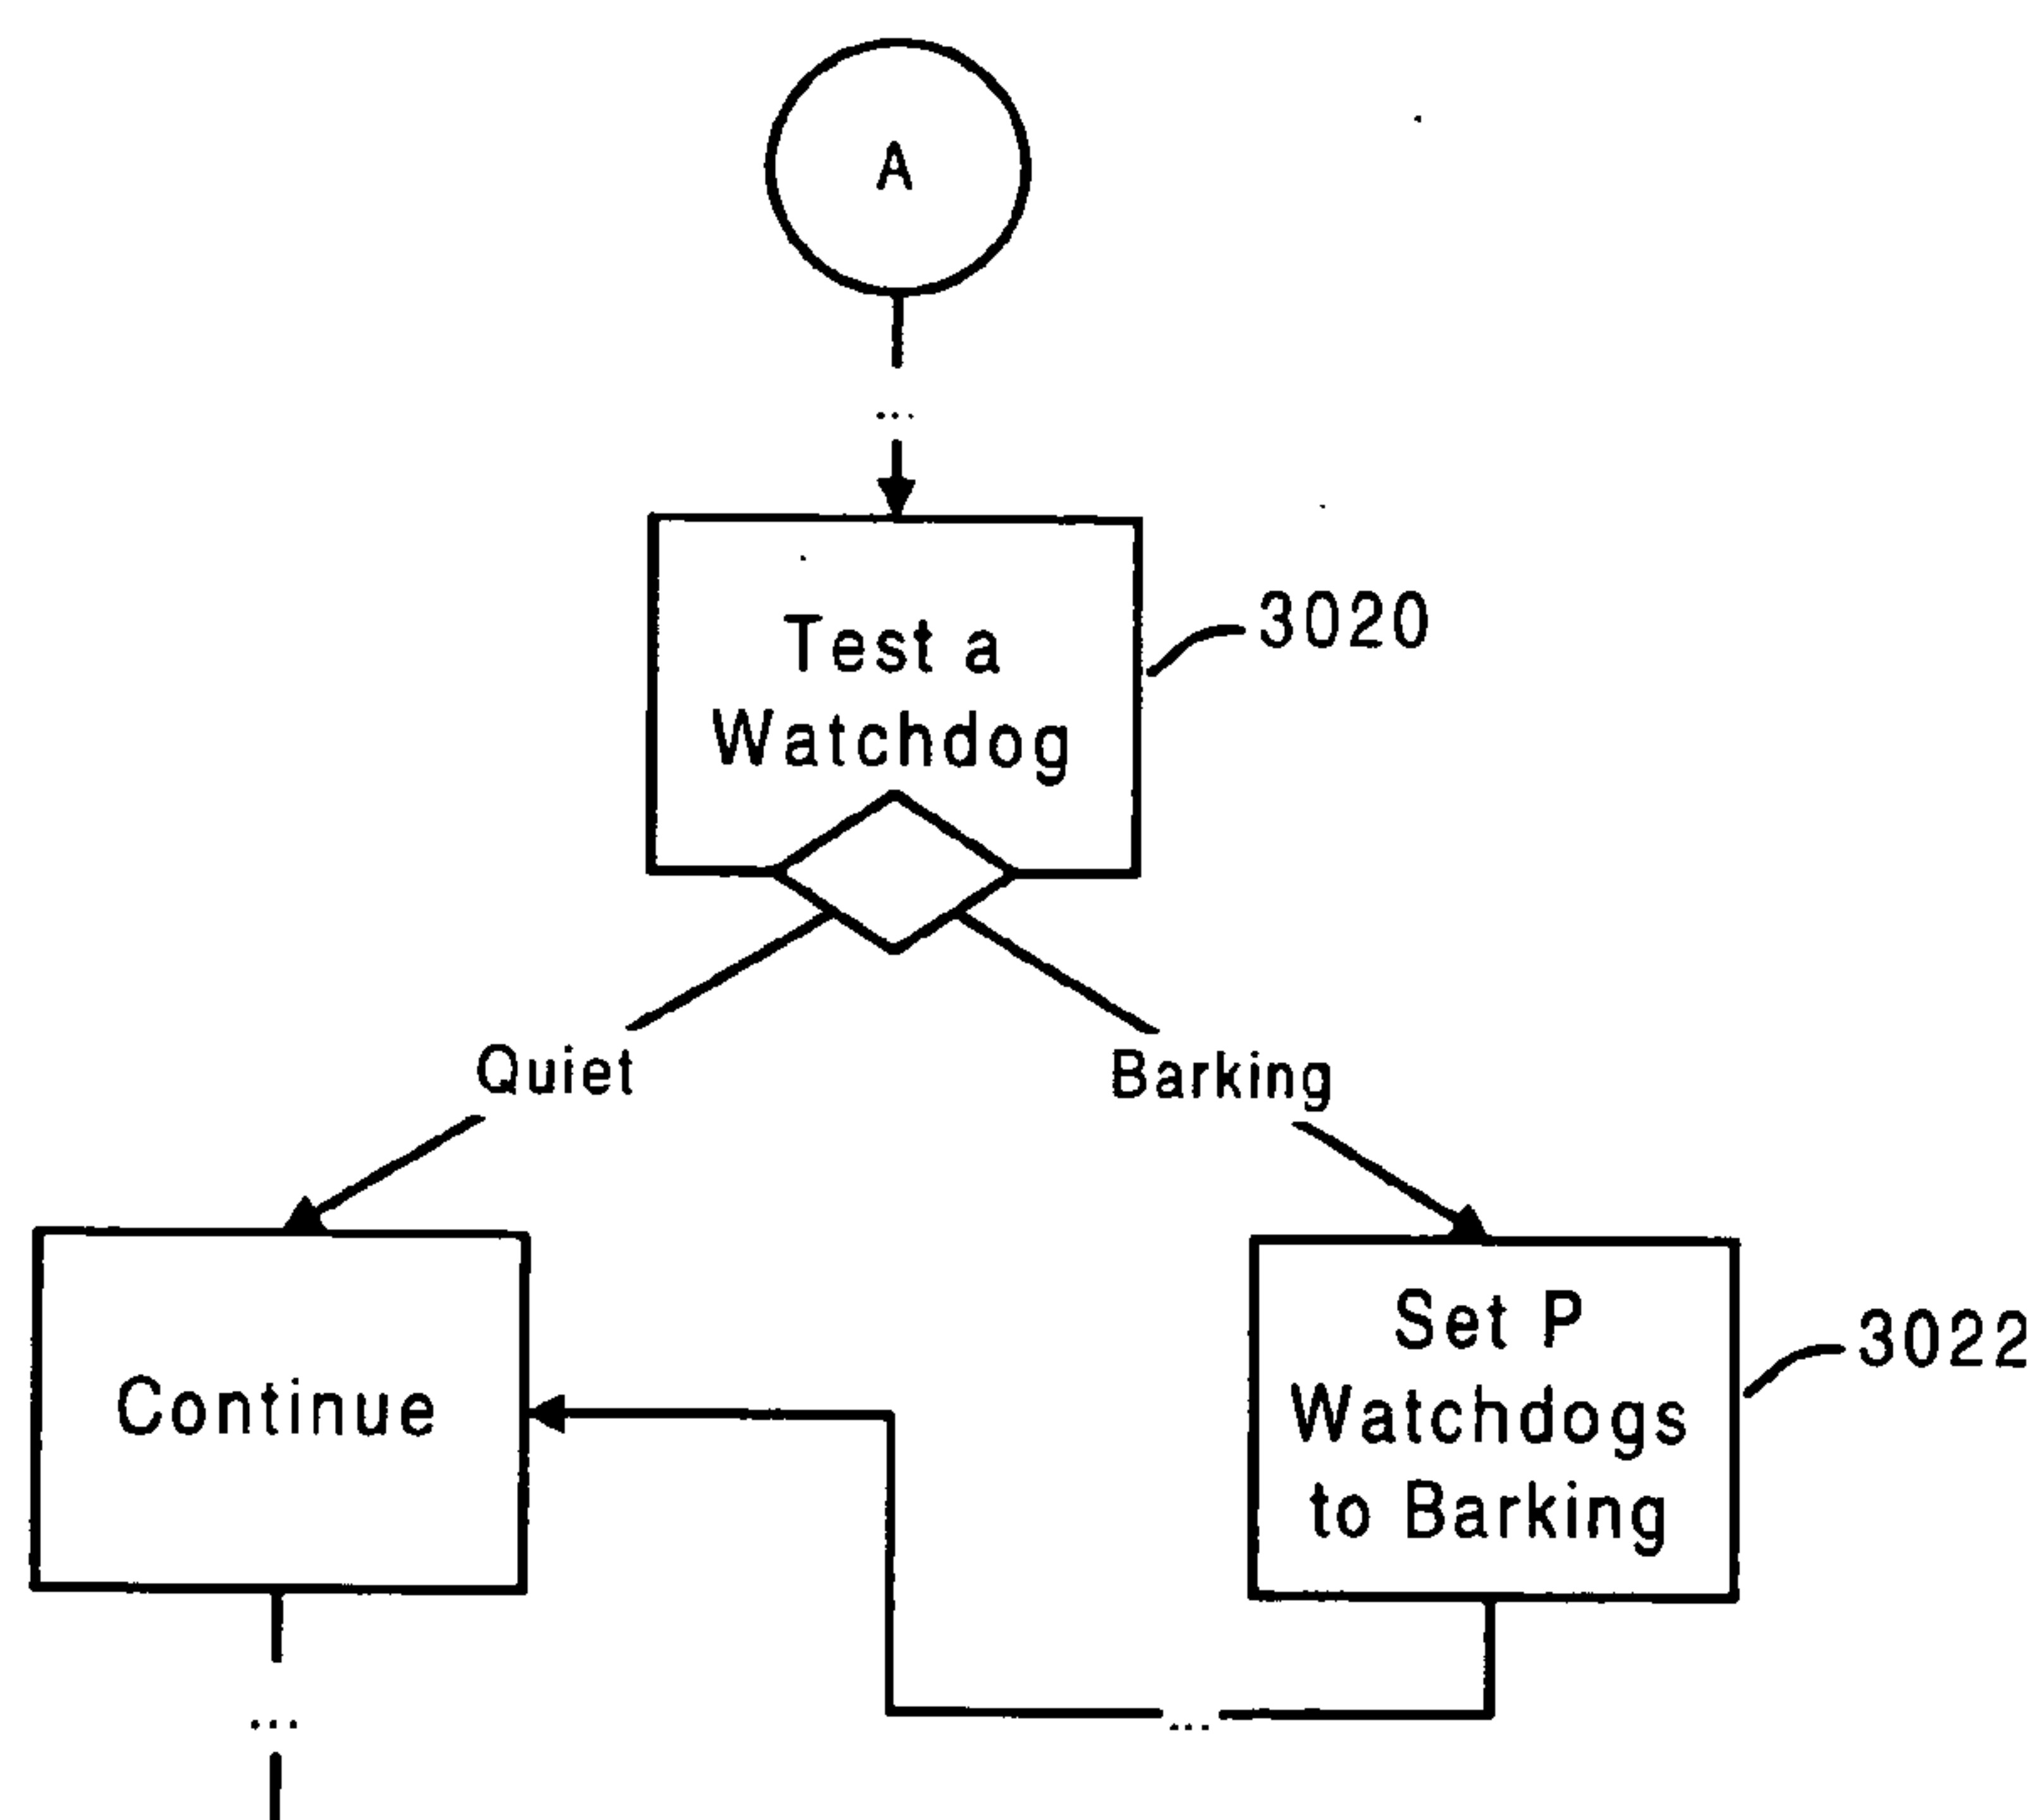 A
...
Test a
Watchdog
3020
Quiet
Barking
Continue
Set P
Watchdogs
to Barking
3022
...
...